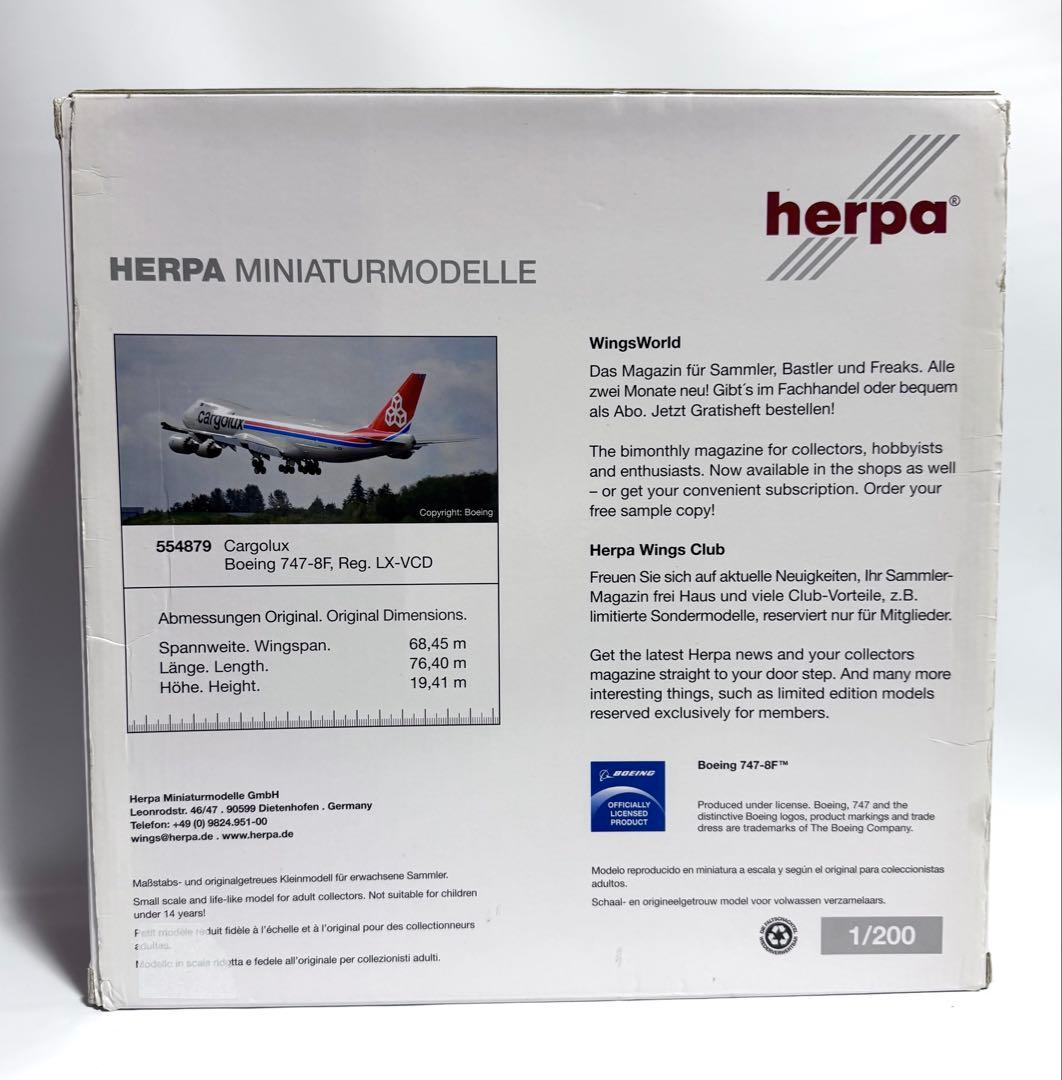 herpa®
HERPA MINIATURMODELLE
cargolux
Copyright: Boeing
554879 Cargolux
Boeing 747-8F, Reg. LX-VCD
Abmessungen Original. Original Dimensions.
Spannweite. Wingspan. 68,45 m
Länge. Length. 76,40 m
Höhe. Height. 19,41 m
WingsWorld
Das Magazin für Sammler, Bastler und Freaks. Alle
zwei Monate neu! Gibt´s im Fachhandel oder bequem
als Abo. Jetzt Gratisheft bestellen!
The bimonthly magazine for collectors, hobbyists
and enthusiasts. Now available in the shops as well
– or get your convenient subscription. Order your
free sample copy!
Herpa Wings Club
Freuen Sie sich auf aktuelle Neuigkeiten, Ihr Sammler-
Magazin frei Haus und viele Club-Vorteile, z.B.
limitierte Sondermodelle, reserviert nur für Mitglieder.
Get the latest Herpa news and your collectors
magazine straight to your door step. And many more
interesting things, such as limited edition models
reserved exclusively for members.
Herpa Miniaturmodelle GmbH
Leonrodstr. 46/47 . 90599 Dietenhofen . Germany
Telefon: +49 (0) 9824.951-00
wings@herpa.de . www.herpa.de
BOEING
OFFICIALLY
LICENSED
PRODUCT
Boeing 747-8F™
Produced under license. Boeing, 747 and the
distinctive Boeing logos, product markings and trade
dress are trademarks of The Boeing Company.
Maßstabs- und originalgetreues Kleinmodell für erwachsene Sammler.
Small scale and life-like model for adult collectors. Not suitable for children
under 14 years!
Petit modèle réduit fidèle à l'échelle et à l'original pour des collectionneurs
adultes.
Modello in scala ridotta e fedele all'originale per collezionisti adulti.
Modelo reproducido en miniatura a escala y según el original para coleccionistas
adultos.
Schaal- en origineelgetrouw model voor volwassen verzamelaars.
1/200